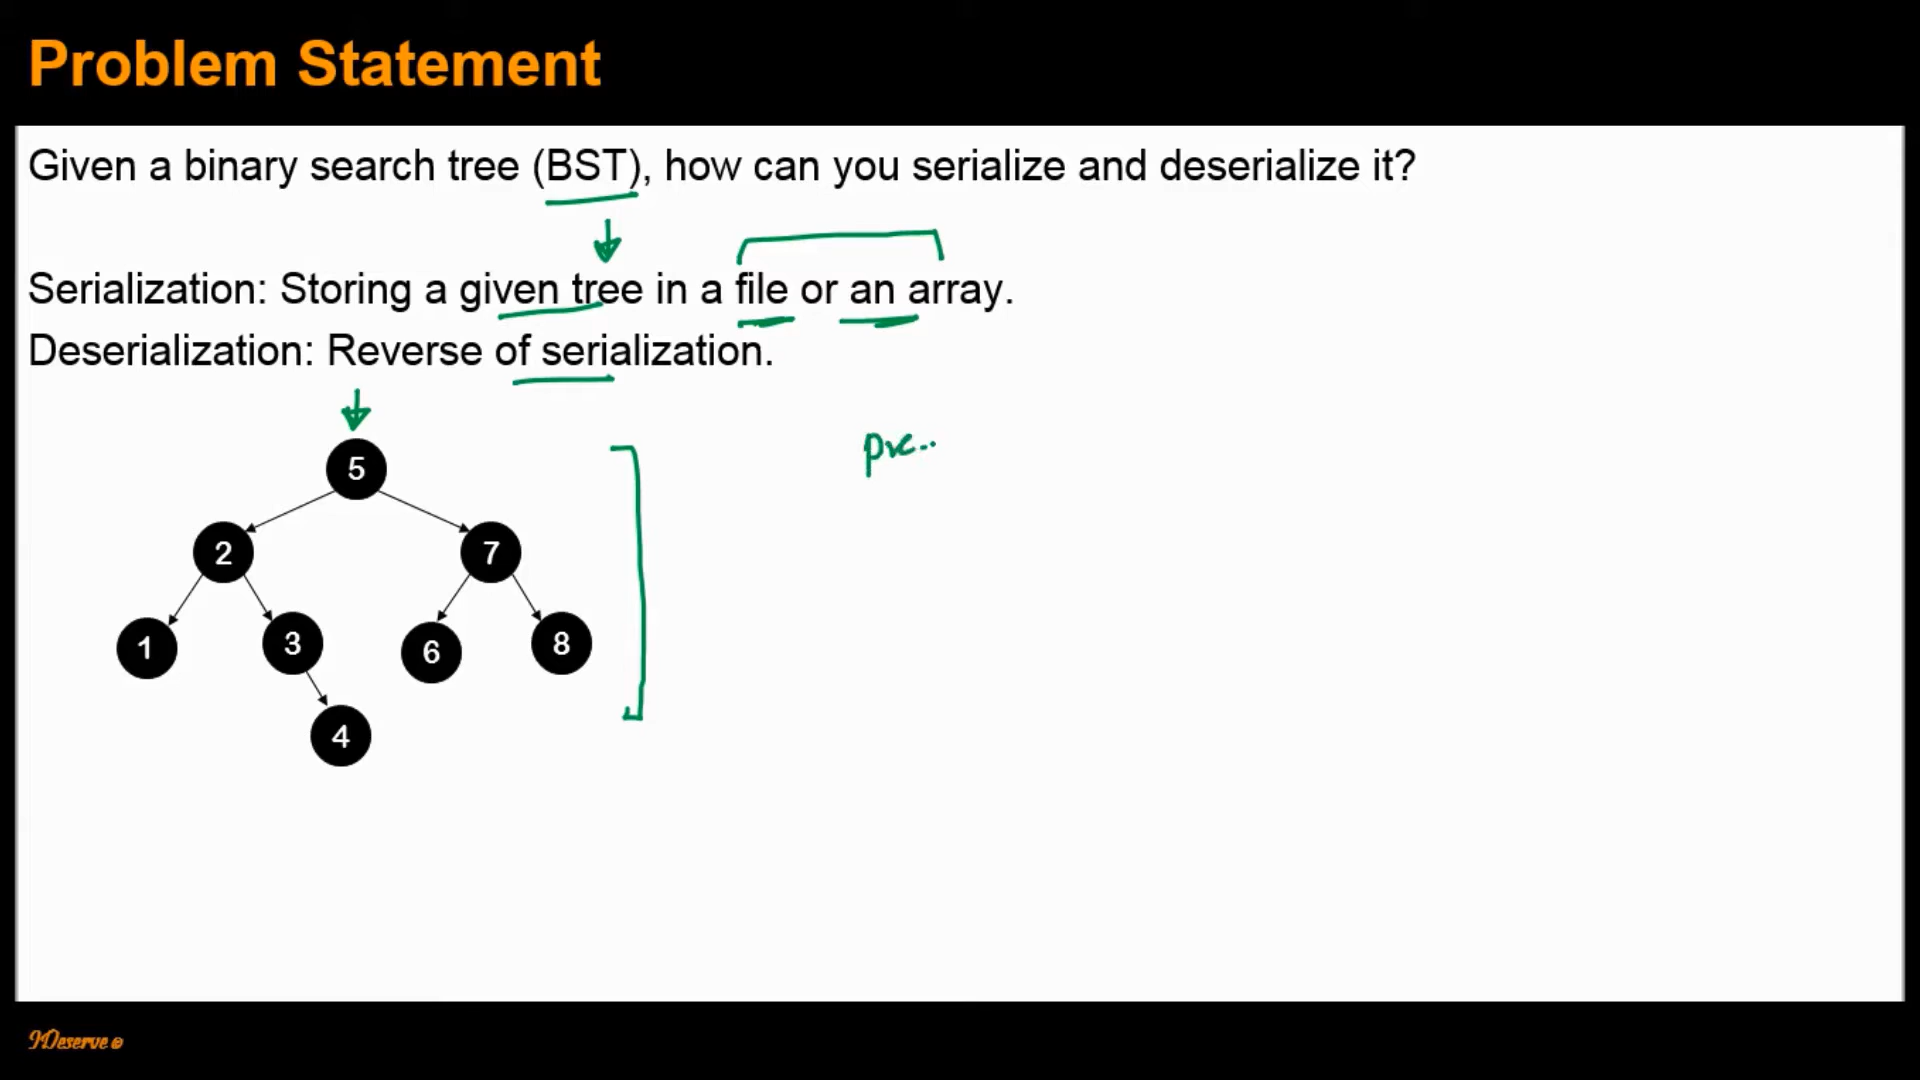 Problem Statement
Given a binary search tree (BST), how can you serialize and deserialize it?
Serialization: Storing a given tree in a file or an array.
Deserialization: Reverse of serialization.
pre..
5
2 7
1 3 6 8
4
IDeserve